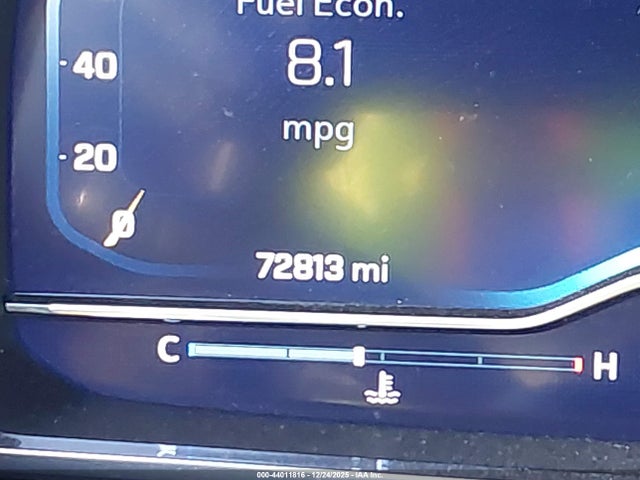 Fuel Econ.
8.1
40
mpg
20
0
72813 mi
C H
000-44011816 - 12/24/2025 - IAA Inc.